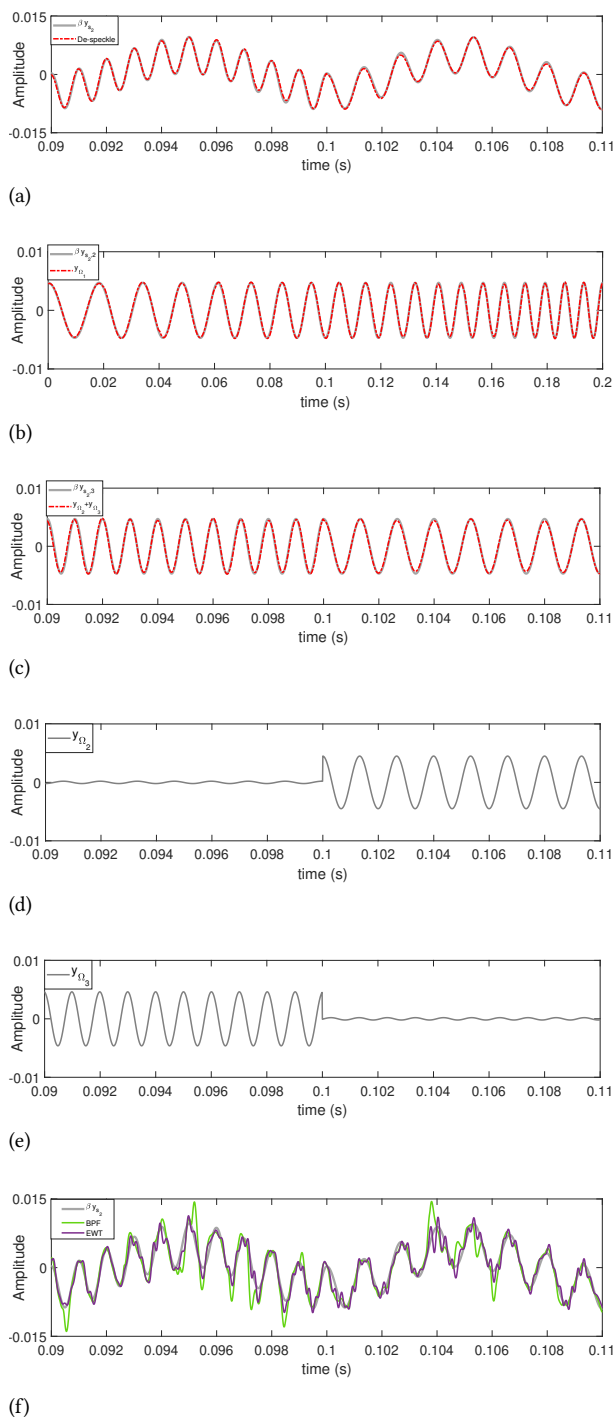 β y_{s_2}
De-speckle
0.015
0
-0.015
Amplitude
0.09 0.092 0.094 0.096 0.098 0.1 0.102 0.104 0.106 0.108 0.11
time (s)
(a)
β y_{s_2,2}
y_{Ω_1}
0.01
0
-0.01
Amplitude
0 0.02 0.04 0.06 0.08 0.1 0.12 0.14 0.16 0.18 0.2
time (s)
(b)
β y_{s_2,3}
y_{Ω_2}+y_{Ω_3}
0.01
0
-0.01
Amplitude
0.09 0.092 0.094 0.096 0.098 0.1 0.102 0.104 0.106 0.108 0.11
time (s)
(c)
y_{Ω_2}
0.01
0
-0.01
Amplitude
0.09 0.092 0.094 0.096 0.098 0.1 0.102 0.104 0.106 0.108 0.11
time (s)
(d)
y_{Ω_3}
0.01
0
-0.01
Amplitude
0.09 0.092 0.094 0.096 0.098 0.1 0.102 0.104 0.106 0.108 0.11
time (s)
(e)
β y_{s_2}
BPF
EWT
0.015
0
-0.015
Amplitude
0.09 0.092 0.094 0.096 0.098 0.1 0.102 0.104 0.106 0.108 0.11
time (s)
(f)